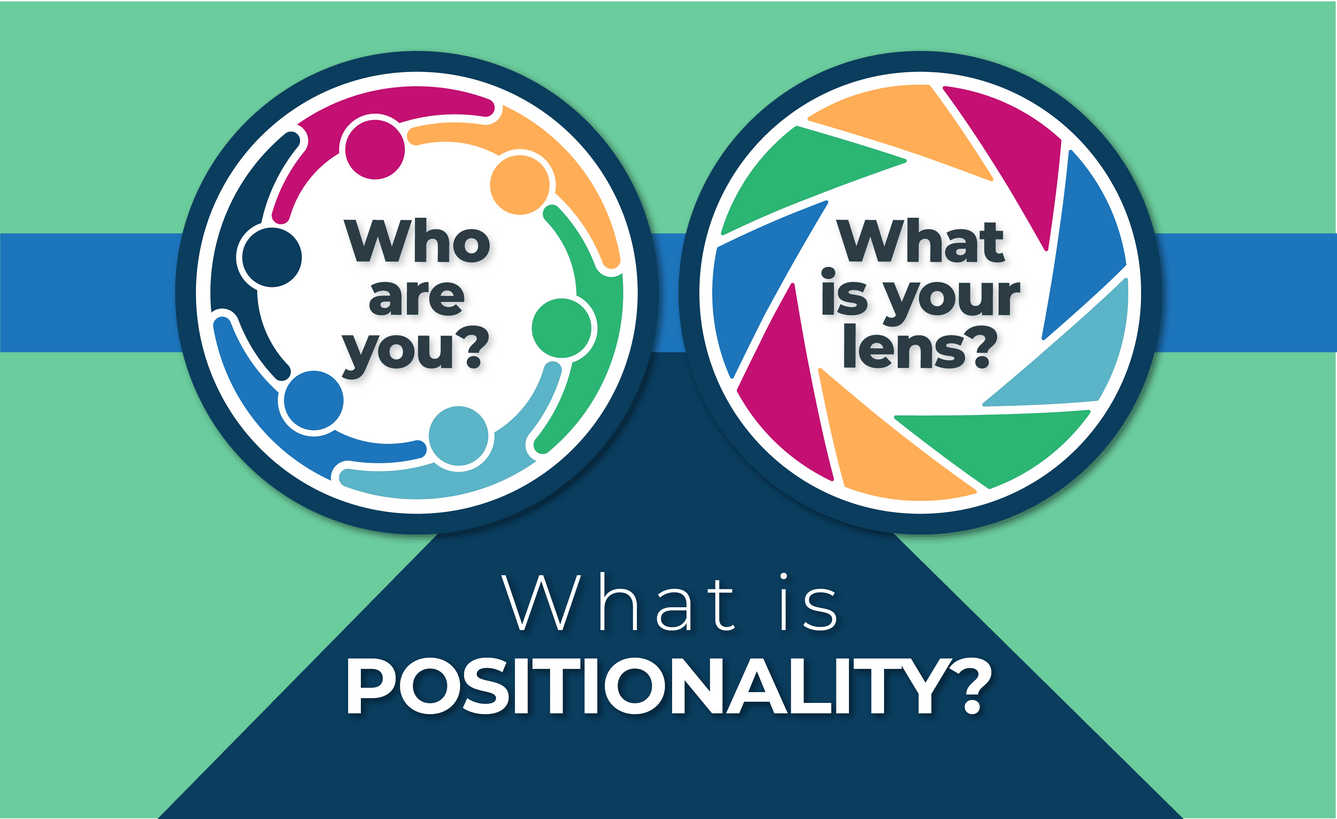 Who
are
you?
What
is your
lens?
What is
POSITIONALITY?